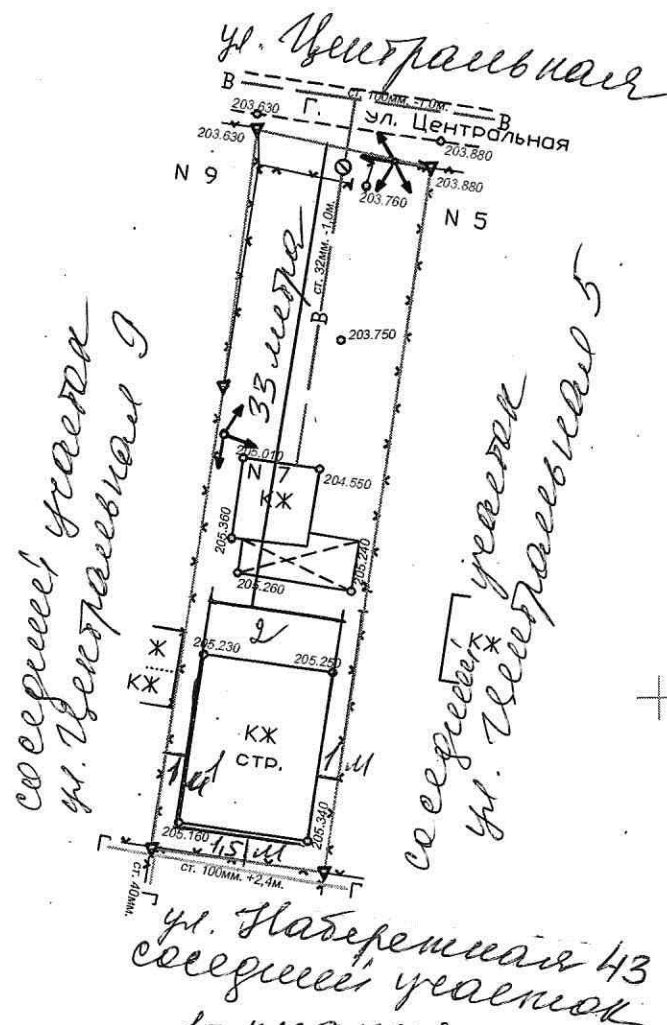 ул. Центральная
В
ст. 100мм. -1.0м.
203.630
Г.
В
ул. Центральная
203.630
203.880
N 9
203.880
203.760
N 5
ст. 32мм. -1,0м.
В
33 метра
203.750
соседний участок
ул. Центральная 9
соседний участок
ул. Центральная 5
205.010
N 7
КЖ
204.550
205.360
205.240
205.260
2
205.230
205.250
Ж
КЖ
КЖ
КЖ
СТР.
1 м
1 м
205.160
205.340
1,5 м
Г
ст. 100мм. +2,4м.
Г
ст. 40мм.
Г
ул. Набережная 43
соседний участок